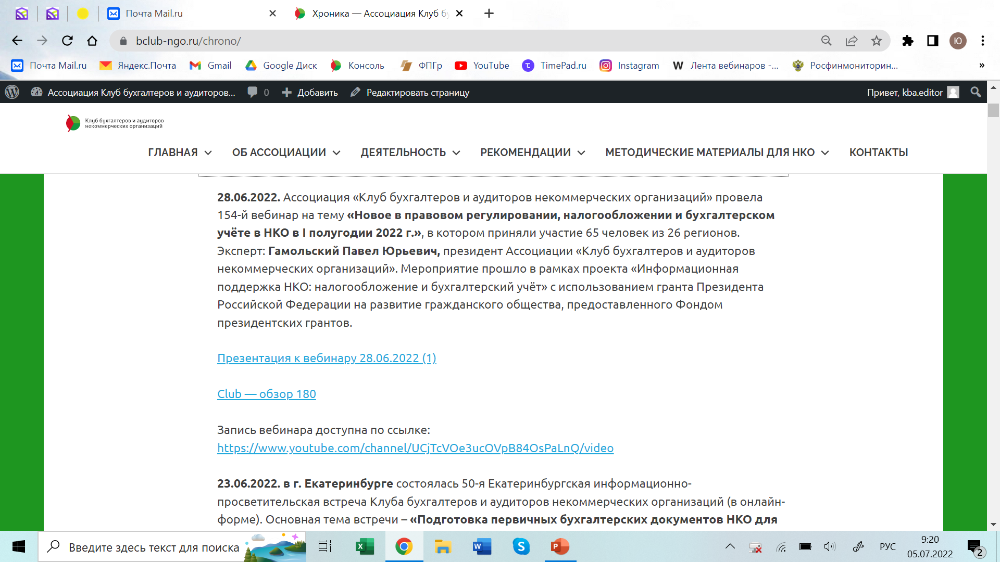 Почта Mail.ru
Хроника — Ассоциация Клуб бу
bclub-ngo.ru/chrono/
Ю
Почта Mail.ru
Яндекс.Почта
Gmail
Google Диск
Консоль
ФПГр
YouTube
TimePad.ru
Instagram
W Лента вебинаров -...
Росфинмониторин...
»
Ассоциация Клуб бухгалтеров и аудиторов...
0
Добавить
Редактировать страницу
Привет, kba.editor
Клуб бухгалтеров и аудиторов
некоммерческих организаций
ГЛАВНАЯ
ОБ АССОЦИАЦИИ
ДЕЯТЕЛЬНОСТЬ
РЕКОМЕНДАЦИИ
МЕТОДИЧЕСКИЕ МАТЕРИАЛЫ ДЛЯ НКО
КОНТАКТЫ
28.06.2022. Ассоциация «Клуб бухгалтеров и аудиторов некоммерческих организаций» провела
154-й вебинар на тему «Новое в правовом регулировании, налогообложении и бухгалтерском
учёте в НКО в I полугодии 2022 г.», в котором приняли участие 65 человек из 26 регионов.
Эксперт: Гамольский Павел Юрьевич, президент Ассоциации «Клуб бухгалтеров и аудиторов
некоммерческих организаций». Мероприятие прошло в рамках проекта «Информационная
поддержка НКО: налогообложение и бухгалтерский учёт» с использованием гранта Президента
Российской Федерации на развитие гражданского общества, предоставленного Фондом
президентских грантов.
Презентация к вебинару 28.06.2022 (1)
Club — обзор 180
Запись вебинара доступна по ссылке:
https://www.youtube.com/channel/UCjTcVOe3ucOVpB84OsPaLnQ/video
23.06.2022. в г. Екатеринбурге состоялась 50-я Екатеринбургская информационно-
просветительская встреча Клуба бухгалтеров и аудиторов некоммерческих организаций (в онлайн-
форме). Основная тема встречи – «Подготовка первичных бухгалтерских документов НКО для
Введите здесь текст для поиска
РУС
9:20
05.07.2022
2